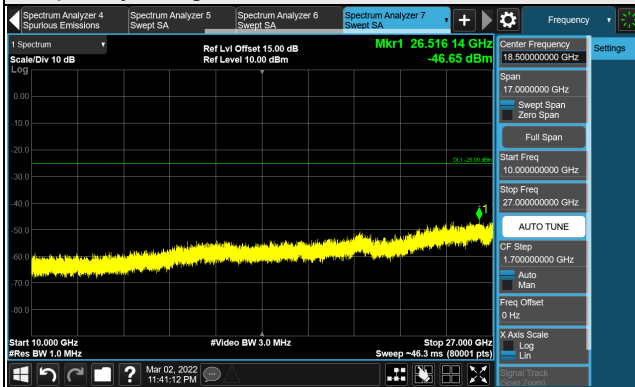 Spectrum Analyzer 4
Spurious Emissions
Spectrum Analyzer 5
Swept SA
Spectrum Analyzer 6
Swept SA
Spectrum Analyzer 7
Swept SA
+
Frequency
1 Spectrum
Scale/Div 10 dB
Log
Ref Lvl Offset 15.00 dB
Ref Level 10.00 dBm
Mkr1 26.516 14 GHz
-46.65 dBm
0.00
-10.0
-20.0
DL1 -25.00 dBm
-30.0
-40.0
1
-50.0
-60.0
-70.0
-80.0
Start 10.000 GHz
#Res BW 1.0 MHz
#Video BW 3.0 MHz
Stop 27.000 GHz
Sweep ~46.3 ms (80001 pts)
Center Frequency
18.500000000 GHz
Settings
Span
17.0000000 GHz
Swept Span
Zero Span
Full Span
Start Freq
10.000000000 GHz
Stop Freq
27.000000000 GHz
AUTO TUNE
CF Step
1.700000000 GHz
Auto
Man
Freq Offset
0 Hz
X Axis Scale
Log
Lin
Signal Track
(Span Zoom)
?
Mar 02, 2022
11:41:12 PM